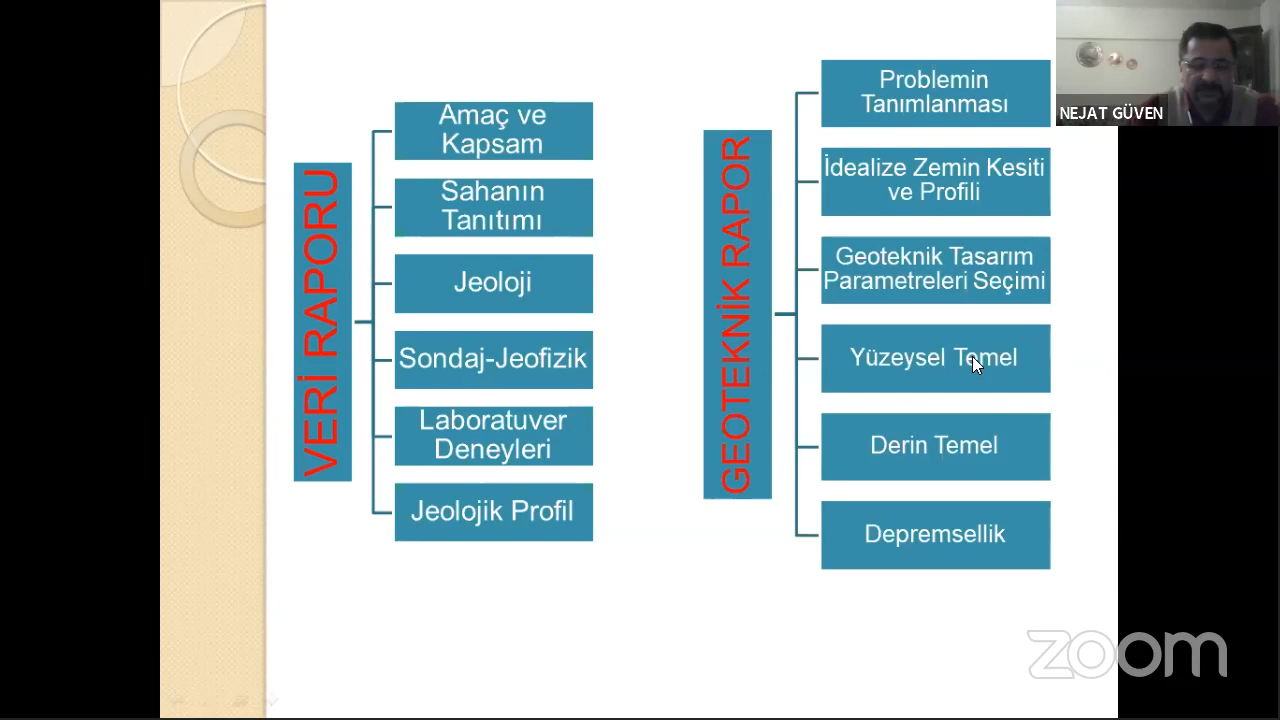 VERİ RAPORU
Amaç ve
Kapsam
Sahanın
Tanıtımı
Jeoloji
Sondaj-Jeofizik
Laboratuver
Deneyleri
Jeolojik Profil
GEOTEKNİK RAPOR
Problemin
Tanımlanması
İdealize Zemin Kesiti
ve Profili
Geoteknik Tasarım
Parametreleri Seçimi
Yüzeysel Temel
Derin Temel
Depremsellik
NEJAT GÜVEN
zoom